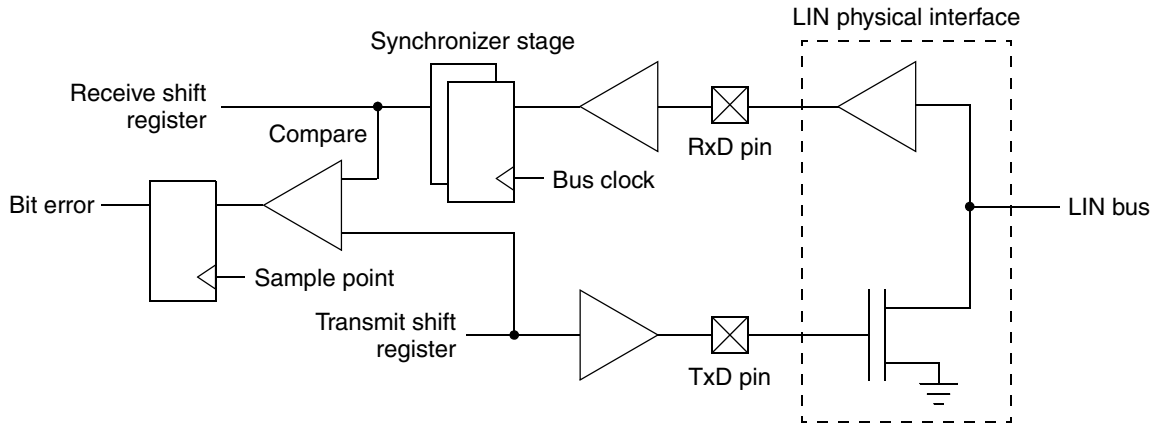 LIN physical interface
Synchronizer stage
Receive shift
register
Compare
RxD pin
Bus clock
Bit error
LIN bus
Sample point
Transmit shift
register
TxD pin